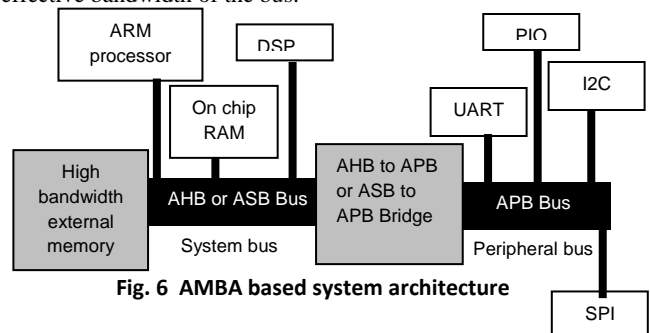 effective bandwidth of the bus.
ARM
processor
DSP
PIO
I2C
On chip
RAM
UART
High
bandwidth
external
memory
AHB or ASB Bus
AHB to APB
or ASB to
APB Bridge
APB Bus
System bus
Peripheral bus
Fig. 6 AMBA based system architecture
SPI